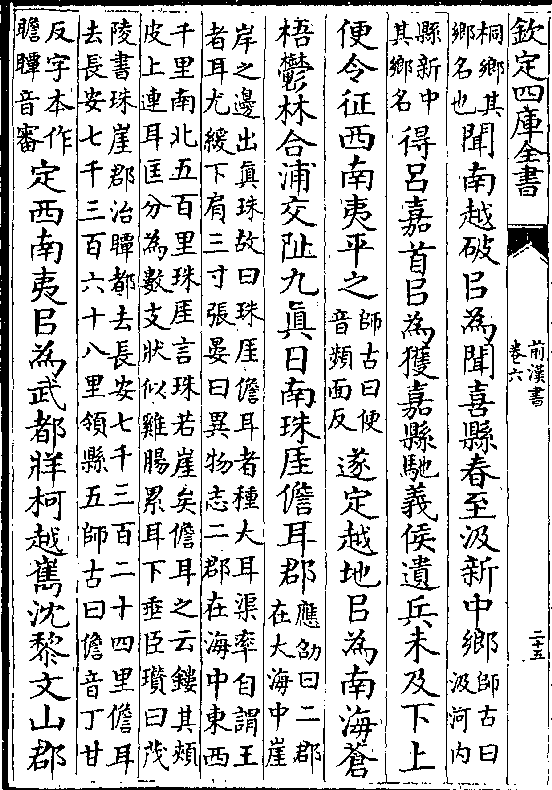 欽定四庫全書
前漢書
卷六
二十五
桐鄉其
鄉名也
聞南越破㠯為聞喜縣春至汲新中鄉
師古曰
汲河内
縣新中
其鄉名
得呂嘉首㠯為獲嘉縣馳義侯遺兵未及下上
便令征西南夷平之
師古曰便
音頻面反
遂定越地㠯為南海蒼
梧鬱林合浦交阯九眞日南珠厓儋耳郡
應劭曰二郡
在大海中崖
岸之邊出眞珠故曰珠厓儋耳者種大耳渠率自謂王
者耳尤緩下肩三寸張晏曰異物志二郡在海中東西
千里南北五百里珠厓言珠若崖矣儋耳之云鏤其頰
皮上連耳匡分為數支狀似雞腸累耳下垂臣瓚曰茂
陵書珠崖郡治瞫都去長安七千三百二十四里儋耳
去長安七千三百六十八里領縣五師古曰儋音丁甘
反字本作
瞻瞫音審
定西南夷㠯為武都牂柯越嶲沈黎文山郡